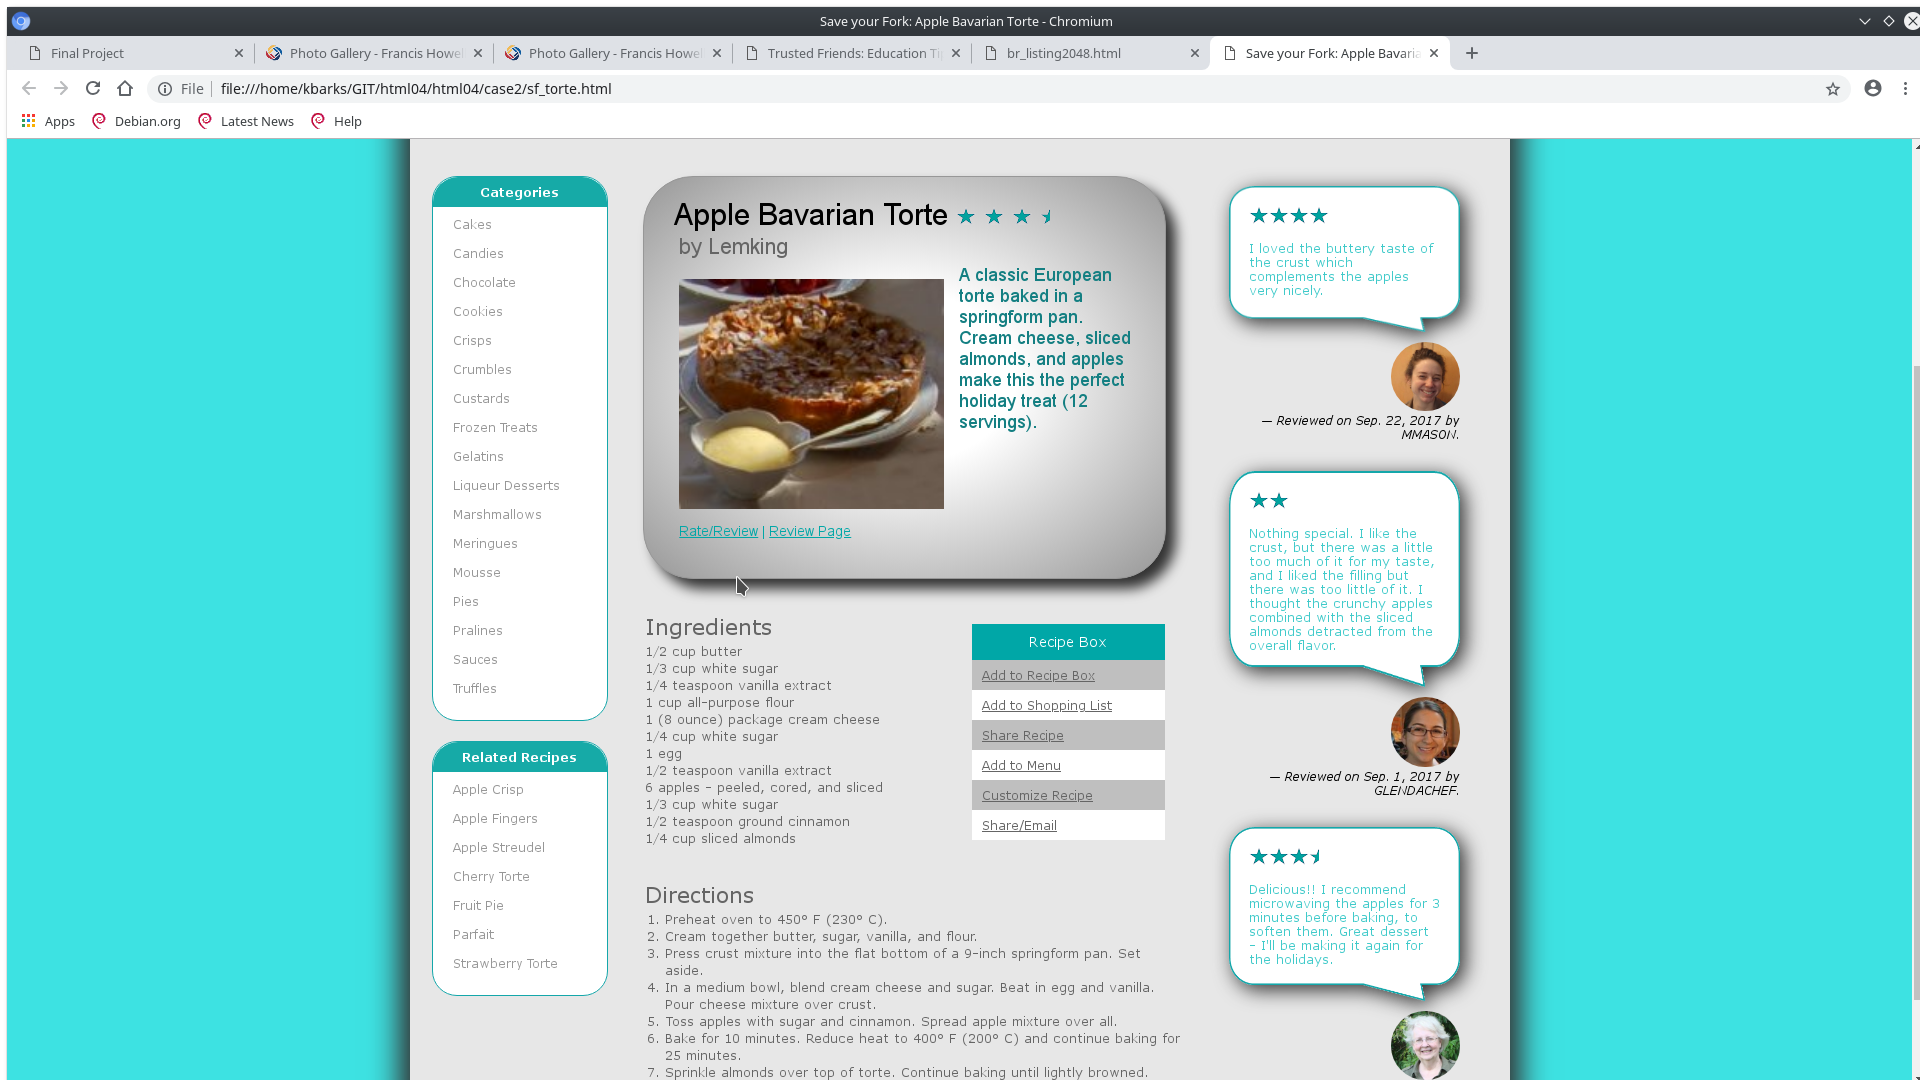 Save your Fork: Apple Bavarian Torte - Chromium
Final Project
Photo Gallery - Francis Howel
Photo Gallery - Francis Howel
Trusted Friends: Education Ti
br_listing2048.html
Save your Fork: Apple Bavaria
File
file:///home/kbarks/GIT/html04/html04/case2/sf_torte.html
Apps
Debian.org
Latest News
Help
Categories
Cakes
Candies
Chocolate
Cookies
Crisps
Crumbles
Custards
Frozen Treats
Gelatins
Liqueur Desserts
Marshmallows
Meringues
Mousse
Pies
Pralines
Sauces
Truffles
Related Recipes
Apple Crisp
Apple Fingers
Apple Streudel
Cherry Torte
Fruit Pie
Parfait
Strawberry Torte
Apple Bavarian Torte
by Lemking
A classic European
torte baked in a
springform pan.
Cream cheese, sliced
almonds, and apples
make this the perfect
holiday treat (12
servings).
Rate/Review | Review Page
Ingredients
1/2 cup butter
1/3 cup white sugar
1/4 teaspoon vanilla extract
1 cup all-purpose flour
1 (8 ounce) package cream cheese
1/4 cup white sugar
1 egg
1/2 teaspoon vanilla extract
6 apples - peeled, cored, and sliced
1/3 cup white sugar
1/2 teaspoon ground cinnamon
1/4 cup sliced almonds
Recipe Box
Add to Recipe Box
Add to Shopping List
Share Recipe
Add to Menu
Customize Recipe
Share/Email
Directions
1. Preheat oven to 450° F (230° C).
2. Cream together butter, sugar, vanilla, and flour.
3. Press crust mixture into the flat bottom of a 9-inch springform pan. Set
aside.
4. In a medium bowl, blend cream cheese and sugar. Beat in egg and vanilla.
Pour cheese mixture over crust.
5. Toss apples with sugar and cinnamon. Spread apple mixture over all.
6. Bake for 10 minutes. Reduce heat to 400° F (200° C) and continue baking for
25 minutes.
7. Sprinkle almonds over top of torte. Continue baking until lightly browned.
I loved the buttery taste of
the crust which
complements the apples
very nicely.
— Reviewed on Sep. 22, 2017 by
MMASON.
Nothing special. I like the
crust, but there was a little
too much of it for my taste,
and I liked the filling but
there was too little of it. I
thought the crunchy apples
combined with the sliced
almonds detracted from the
overall flavor.
— Reviewed on Sep. 1, 2017 by
GLENDACHEF.
Delicious!! I recommend
microwaving the apples for 3
minutes before baking, to
soften them. Great dessert
- I'll be making it again for
the holidays.